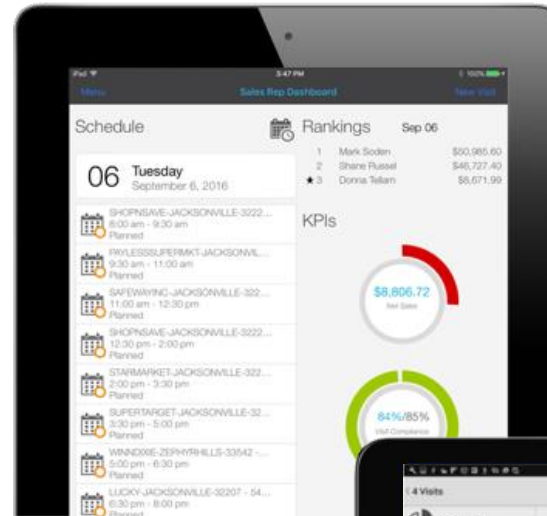 iPad
3:47 PM
100%
Menu
Sales Rep Dashboard
New Visit
Schedule
06
Tuesday
September 6, 2016
SHOPNSAVE-JACKSONVILLE-3222...
8:00 am - 9:30 am
Planned
PAYLESSSUPERMKT-JACKSONVIL...
9:30 am - 11:00 am
Planned
SAFEWAYINC-JACKSONVILLE-322...
11:00 am - 12:30 pm
Planned
SHOPNSAVE-JACKSONVILLE-3222...
12:30 pm - 2:00 pm
Planned
STARMARKET-JACKSONVILLE-3222...
2:00 pm - 3:30 pm
Planned
SUPERTARGET-JACKSONVILLE-32...
3:30 pm - 5:00 pm
Planned
WINNDIXIE-ZEPHYRHILLS-33542 -...
5:00 pm - 6:30 pm
Planned
LUCKY-JACKSONVILLE-32207 - 54...
6:30 pm - 8:00 pm
Planned
Rankings Sep 06
1 Mark Soden $50,985.60
2 Shane Russel $46,727.40
★ 3 Donna Tellam $8,671.99
KPIs
$8,806.72
Net Sales
84%/85%
Visit Compliance
4 Visits